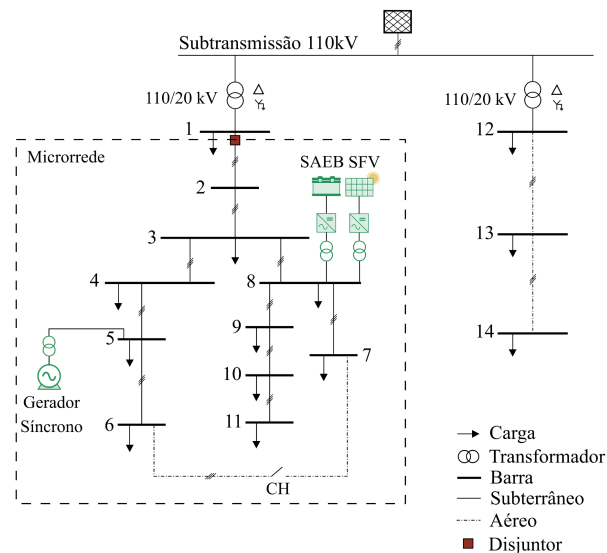 Subtransmissão 110kV
110/20 kV
Δ
Y
110/20 kV
Δ
Y
1
12
Microrrede
SAEB SFV
2
3
13
4
8
5
9
7
14
Gerador
Síncrono
10
6
11
CH
Carga
Transformador
Barra
Subterrâneo
Aéreo
Disjuntor